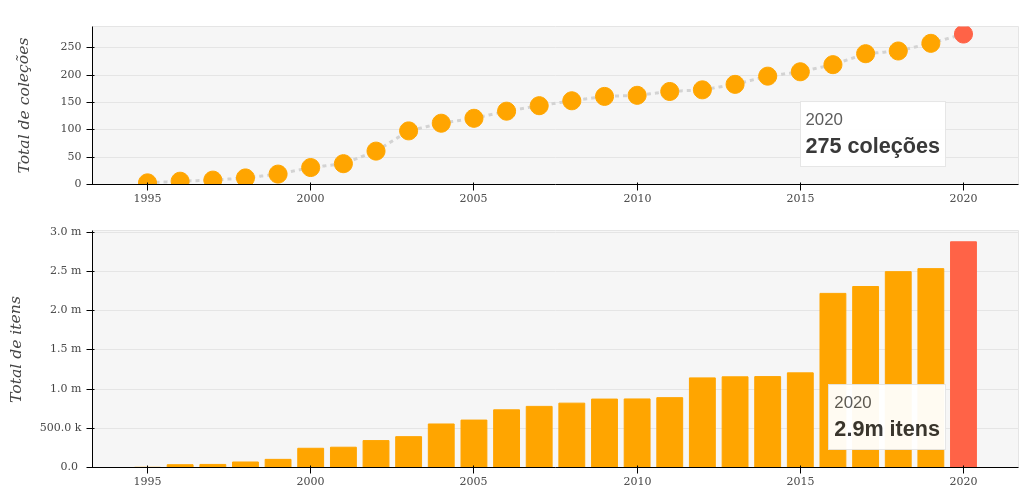 Total de coleções
250
200
150
100
50
0
2020
275 coleções
1995 2000 2005 2010 2015 2020
Total de itens
3.0 m
2.5 m
2.0 m
1.5 m
1.0 m
500.0 k
0.0
2020
2.9m itens
1995 2000 2005 2010 2015 2020